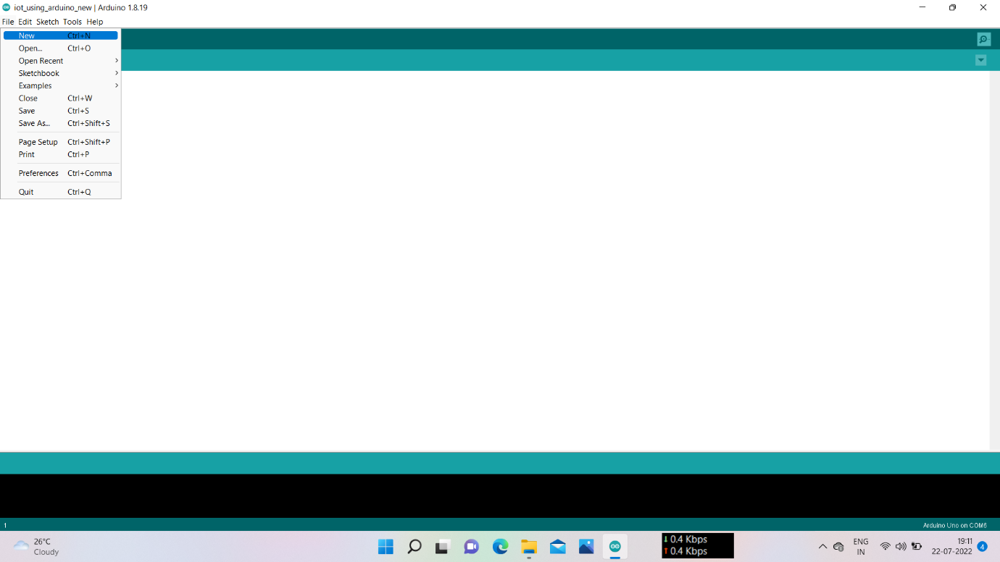 iot_using_arduino_new | Arduino 1.8.19
File Edit Sketch Tools Help
New Ctrl+N
Open... Ctrl+O
Open Recent
Sketchbook
Examples
Close Ctrl+W
Save Ctrl+S
Save As... Ctrl+Shift+S
Page Setup Ctrl+Shift+P
Print Ctrl+P
Preferences Ctrl+Comma
Quit Ctrl+Q
1 Arduino Uno on COM6
26°C
Cloudy
0.4 Kbps
0.4 Kbps
ENG
IN
19:11
22-07-2022
4